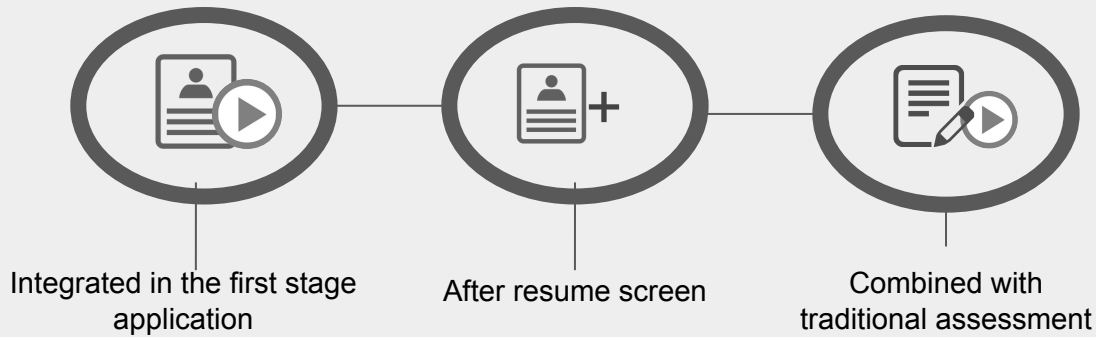 Integrated in the first stage
application
After resume screen
Combined with
traditional assessment